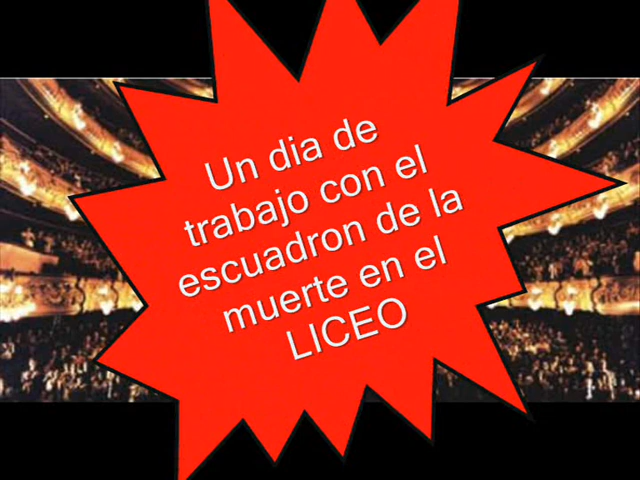 Un dia de
trabajo con el
escuadron de la
muerte en el
LICEO